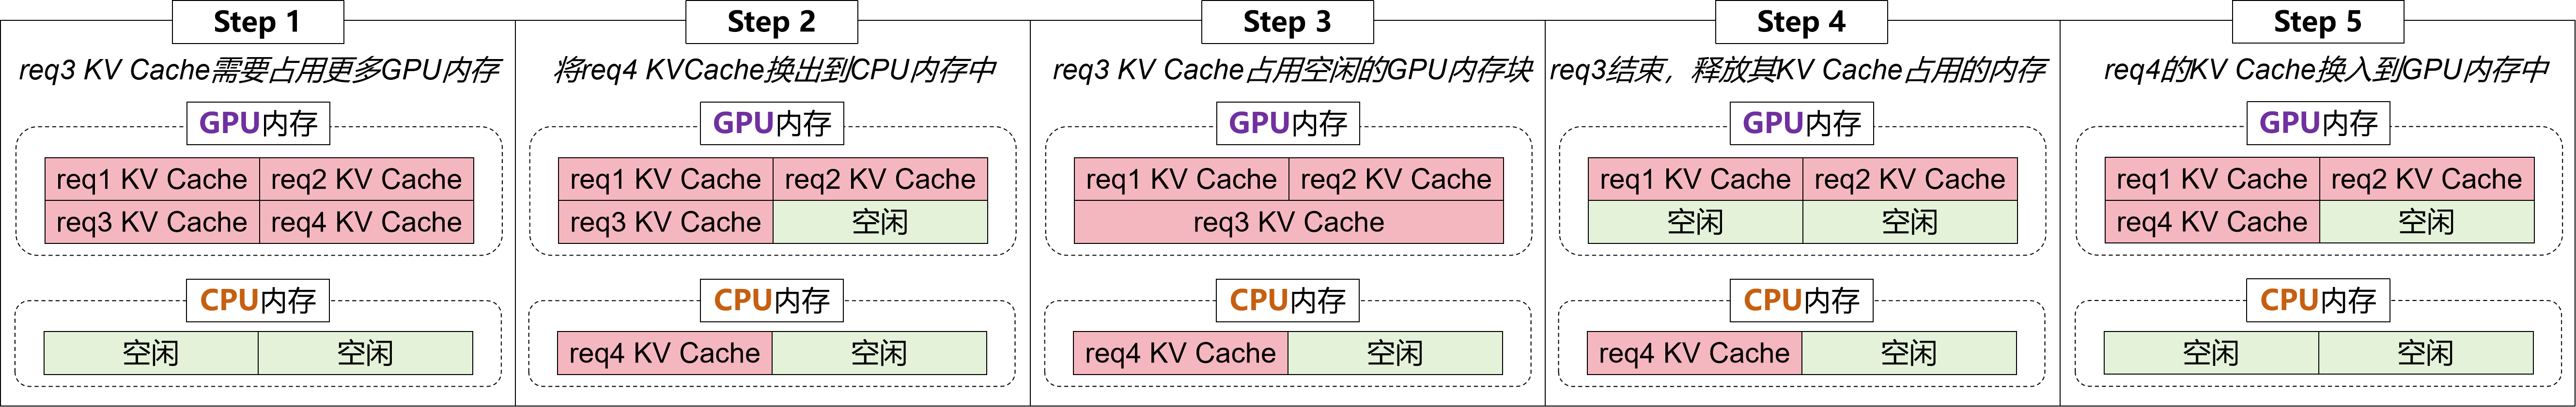 Step 1
req3 KV Cache需要占用更多GPU内存
GPU内存
req1 KV Cache
req2 KV Cache
req3 KV Cache
req4 KV Cache
CPU内存
空闲
空闲
Step 2
将req4 KVCache换出到CPU内存中
GPU内存
req1 KV Cache
req2 KV Cache
req3 KV Cache
空闲
CPU内存
req4 KV Cache
空闲
Step 3
req3 KV Cache占用空闲的GPU内存块
GPU内存
req1 KV Cache
req2 KV Cache
req3 KV Cache
CPU内存
req4 KV Cache
空闲
Step 4
req3结束，释放其KV Cache占用的内存
GPU内存
req1 KV Cache
req2 KV Cache
空闲
空闲
CPU内存
req4 KV Cache
空闲
Step 5
req4的KV Cache换入到GPU内存中
GPU内存
req1 KV Cache
req2 KV Cache
req4 KV Cache
空闲
CPU内存
空闲
空闲